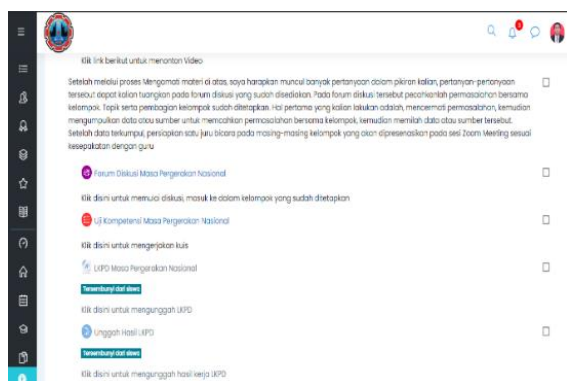 Klik link berikut untuk menonton Video
Setelah melalui proses Mengamati materi di atas, saya harapkan muncul banyak pertanyaan dalam pikiran kalian, pertanyan-pertanyaan
tersebut dapat kalian tuangkan pada forum diskusi yang sudah disediakan. Pada forum diskusi tersebut pecahkanlah permasalahan bersama
kelompok. Topik serta pembagian kelompok sudah ditetapkan. Hal pertama yang kalian lakukan adalah, mencermati permasalahan, kemudian
mengumpulkan data atau sumber untuk memcahkan permasalahan bersama kelompok, kemudian memilah data atau sumber tersebut.
Setelah data terkumpul, persiapkan satu juru bicara pada masing-masing kelompok yang akan dipresenasikan pada sesi Zoom Meeting sesuai
kesepakatan dengan guru
Forum Diskusi Masa Pergerakan Nasional
Klik disini untuk memulai diskusi, masuk ke dalam kelompok yang sudah ditetapkan
Uji Kompetensi Masa Pergerakan Nasional
Klik disini untuk mengerjakan kuis
LKPD Masa Pergerakan Nasional
Tersembunyi dari siswa
Klik disini untuk mengunggah LKPD
Unggah Hasil LKPD
Tersembunyi dari siswa
Klik disini untuk mengunggah hasil kerja LKPD